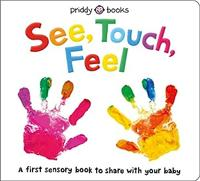 priddy books
See, Touch,
Feel
A first sensory book to share with your baby